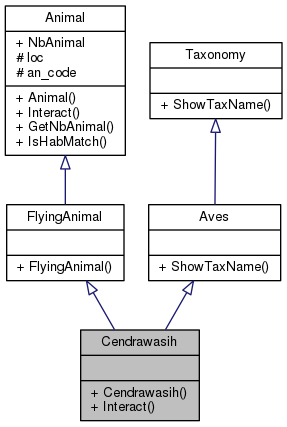 Animal
+ NbAnimal
# loc
# an_code
+ Animal()
+ Interact()
+ GetNbAnimal()
+ IsHabMatch()
Taxonomy
+ ShowTaxName()
FlyingAnimal
+ FlyingAnimal()
Aves
+ ShowTaxName()
Cendrawasih
+ Cendrawasih()
+ Interact()